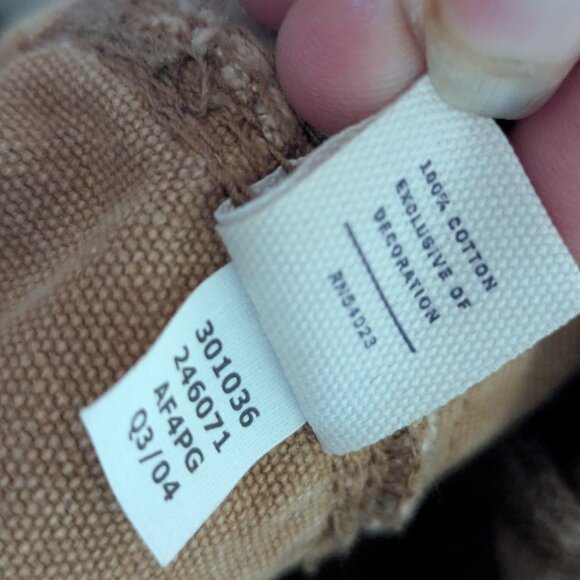 100% COTTON
EXCLUSIVE OF
DECORATION
RN54023
301036
246071
AF4PG
Q3/04